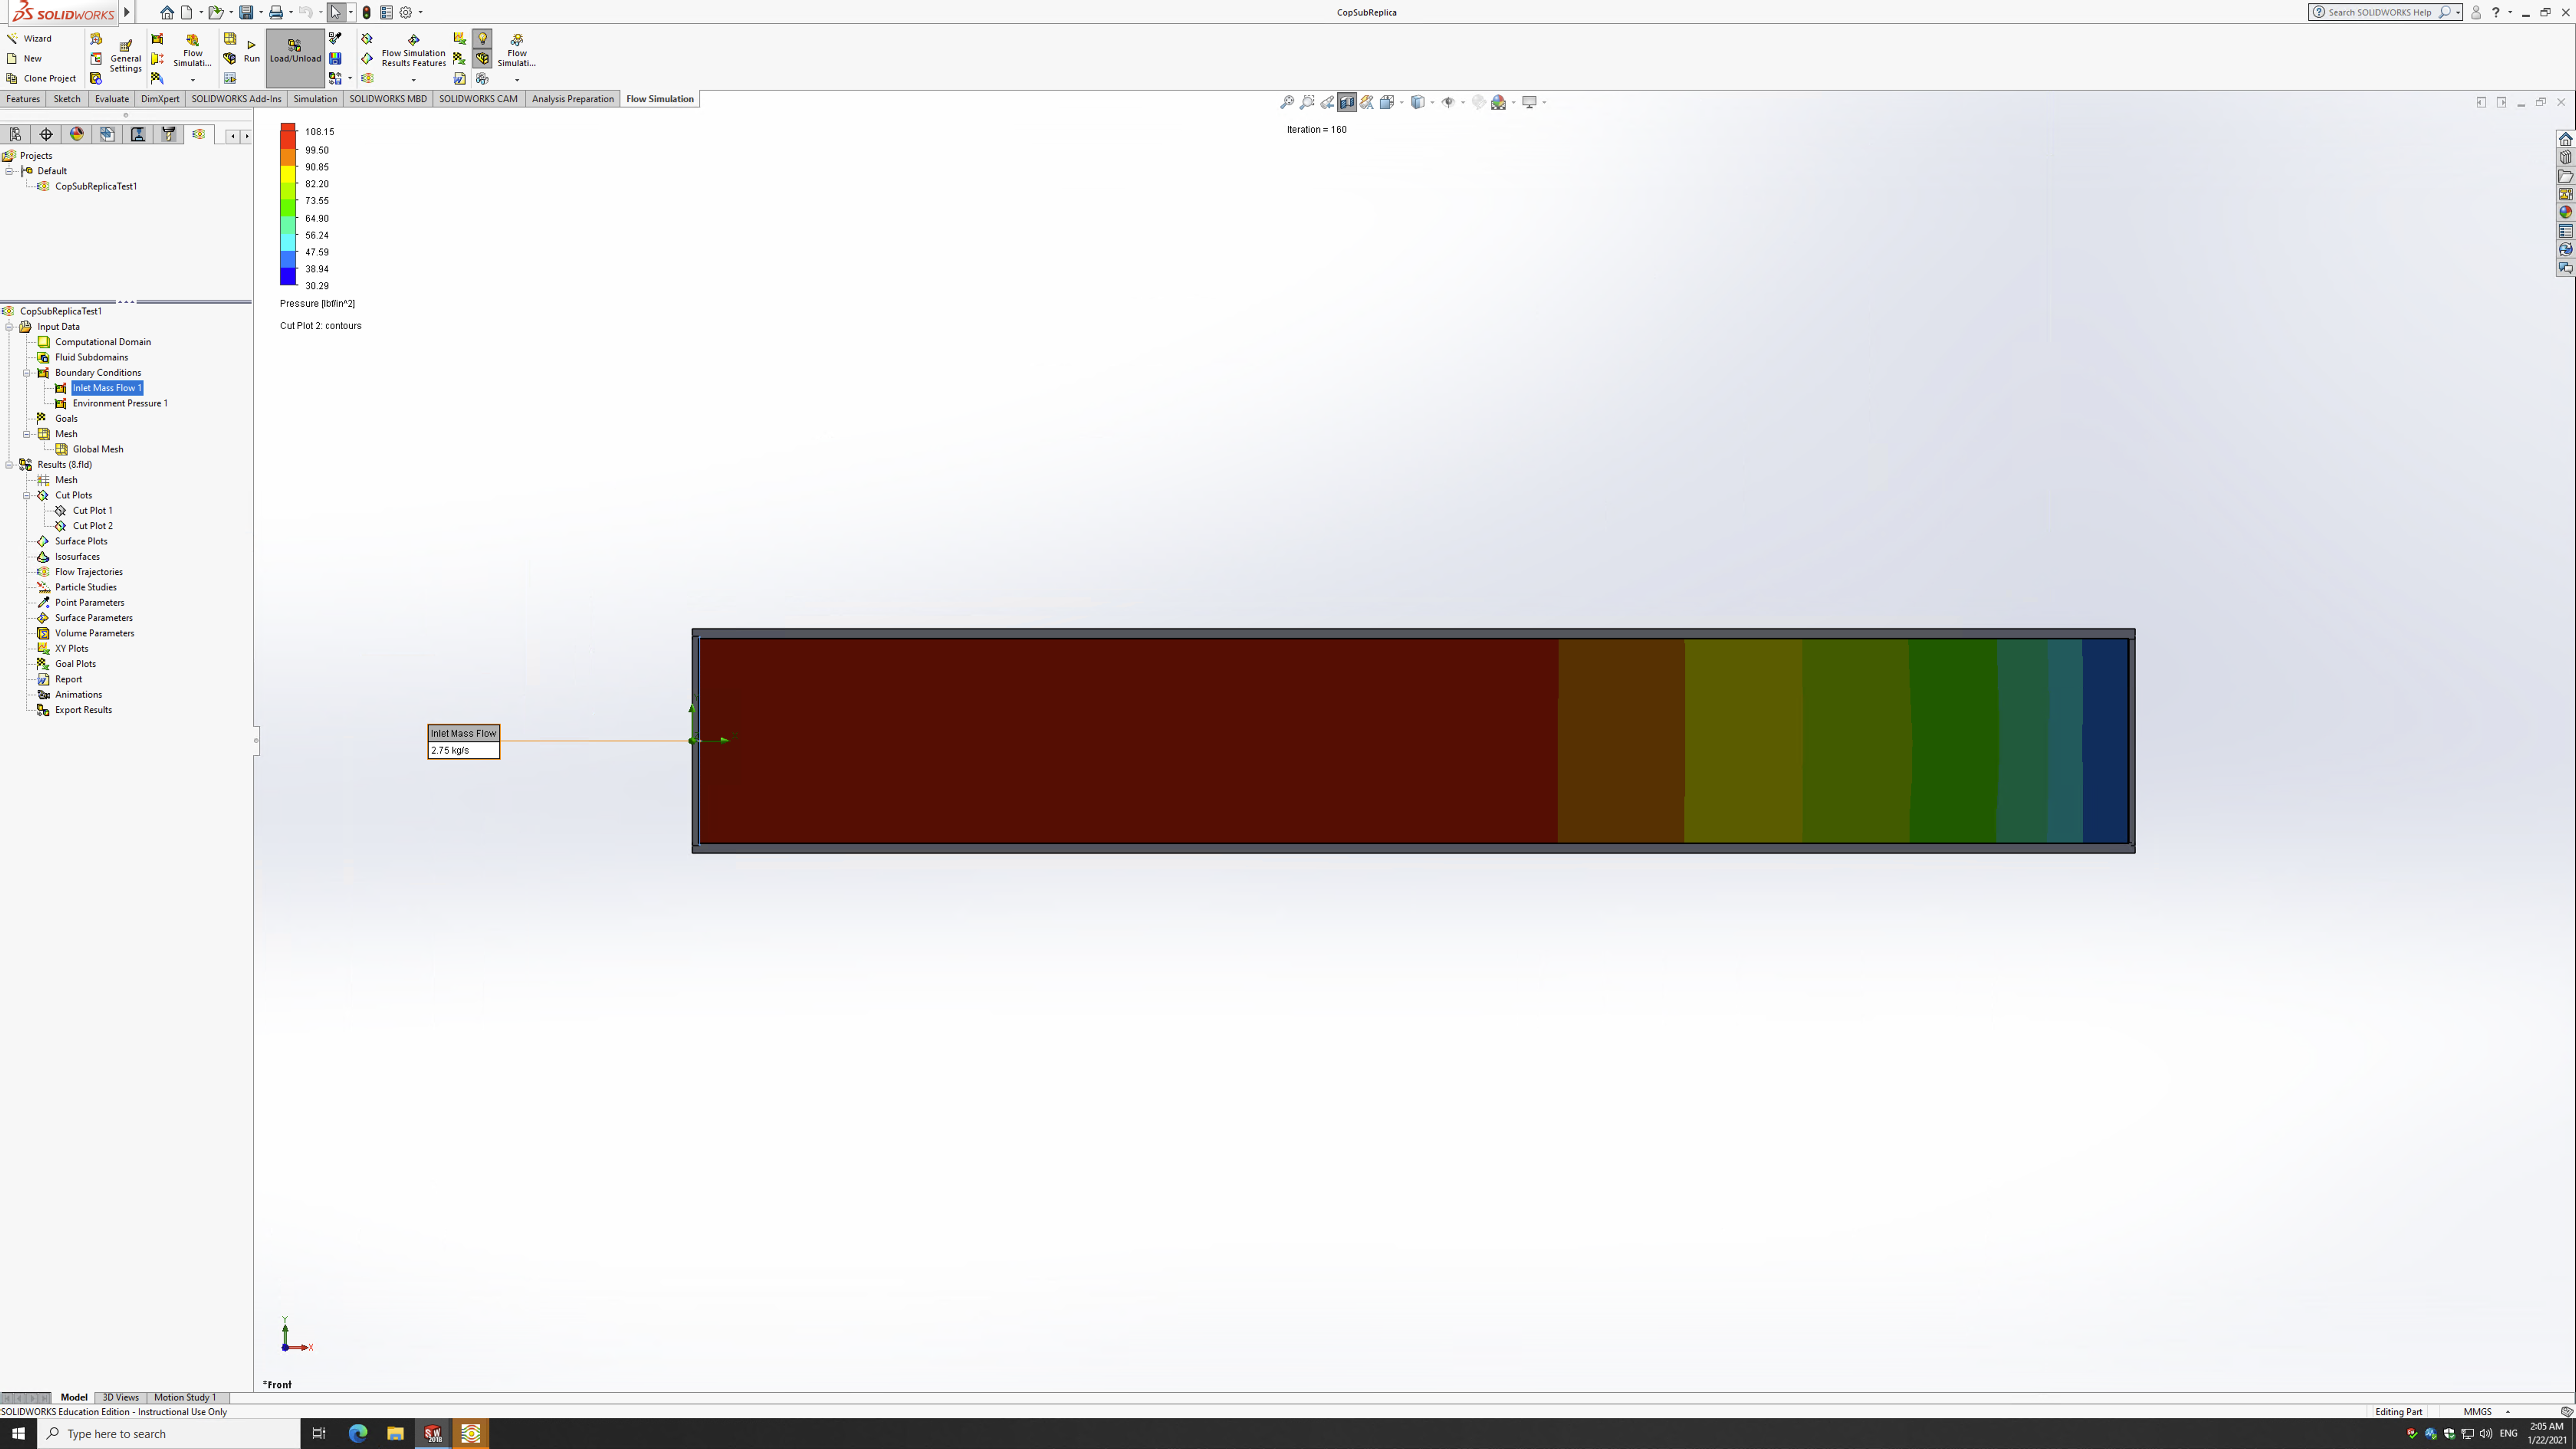 SOLIDWORKS
CopSubReplica
Search SOLIDWORKS Help
Wizard
New
Clone Project
General Settings
Flow Simulati...
Run
Load/Unload
Flow Simulation Results Features
Flow Simulati...
Features Sketch Evaluate DimXpert SOLIDWORKS Add-Ins Simulation SOLIDWORKS MBD SOLIDWORKS CAM Analysis Preparation Flow Simulation
Projects
Default
CopSubReplicaTest1
CopSubReplicaTest1
Input Data
Computational Domain
Fluid Subdomains
Boundary Conditions
Inlet Mass Flow 1
Environment Pressure 1
Goals
Mesh
Global Mesh
Results (8.fld)
Mesh
Cut Plots
Cut Plot 1
Cut Plot 2
Surface Plots
Isosurfaces
Flow Trajectories
Particle Studies
Point Parameters
Surface Parameters
Volume Parameters
XY Plots
Goal Plots
Report
Animations
Export Results
108.15
99.50
90.85
82.20
73.55
64.90
56.24
47.59
38.94
30.29
Pressure [lbf/in^2]
Cut Plot 2: contours
Iteration = 160
Inlet Mass Flow
2.75 kg/s
Y
X
*Front
Model 3D Views Motion Study 1
SOLIDWORKS Education Edition - Instructional Use Only
Editing Part
MMGS
Type here to search
SW
2018
ENG
2:05 AM
1/22/2021